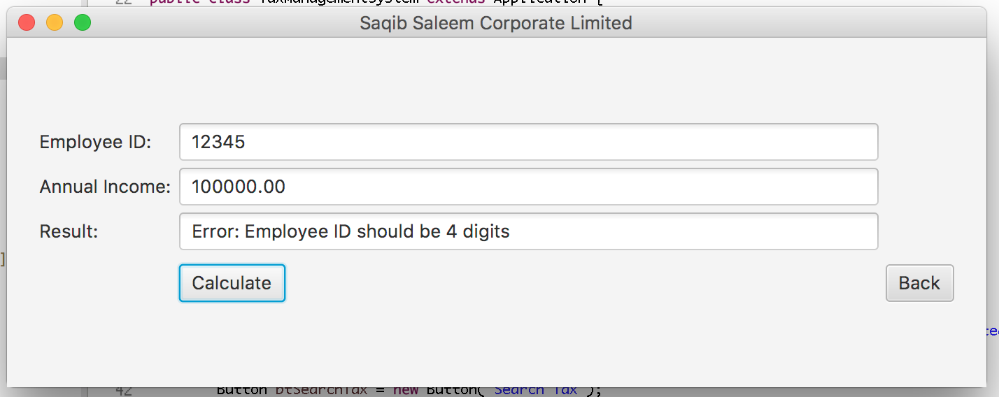 22 public class TaxManagementSystem extends Application {
Saqib Saleem Corporate Limited
Employee ID: 12345
Annual Income: 100000.00
]
Result: Error: Employee ID should be 4 digits
Calculate Back
42 Button btSearchTax = new Button("Search Tax");